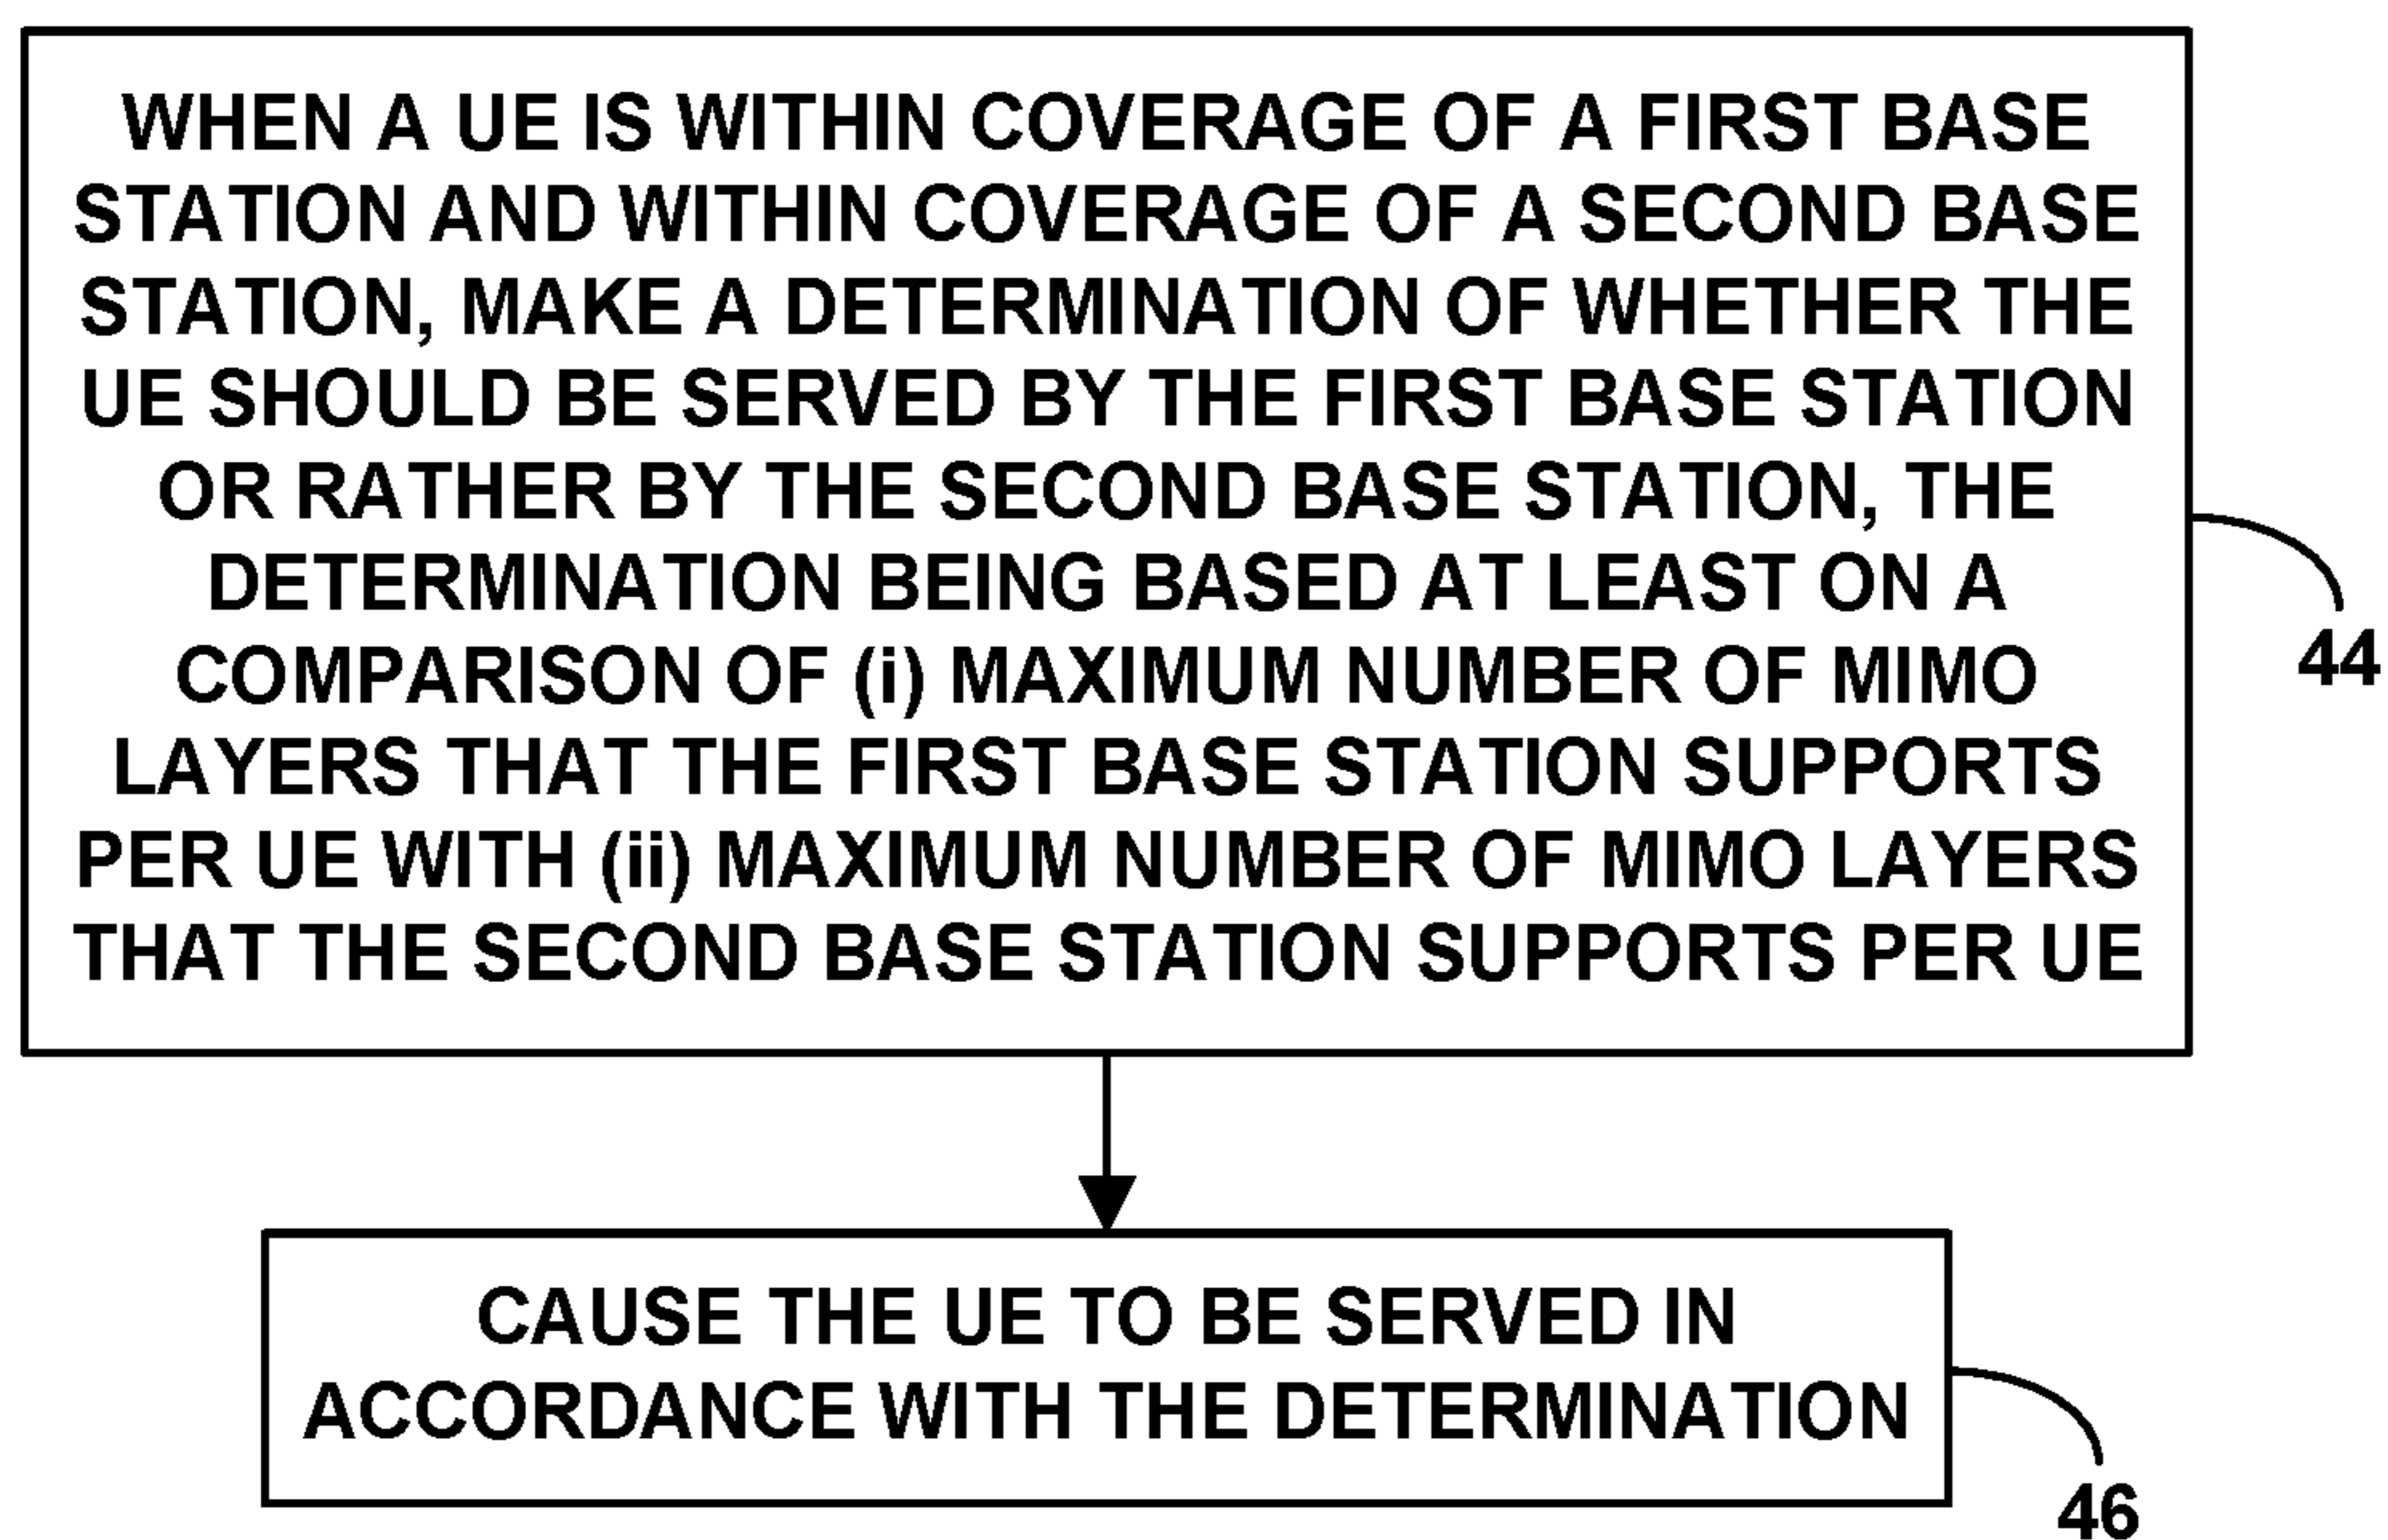 WHEN A UE IS WITHIN COVERAGE OF A FIRST BASE
STATION AND WITHIN COVERAGE OF A SECOND BASE
STATION, MAKE A DETERMINATION OF WHETHER THE
UE SHOULD BE SERVED BY THE FIRST BASE STATION
OR RATHER BY THE SECOND BASE STATION, THE
DETERMINATION BEING BASED AT LEAST ON A
COMPARISON OF (i) MAXIMUM NUMBER OF MIMO
LAYERS THAT THE FIRST BASE STATION SUPPORTS
PER UE WITH (ii) MAXIMUM NUMBER OF MIMO LAYERS
THAT THE SECOND BASE STATION SUPPORTS PER UE
44
CAUSE THE UE TO BE SERVED IN
ACCORDANCE WITH THE DETERMINATION
46